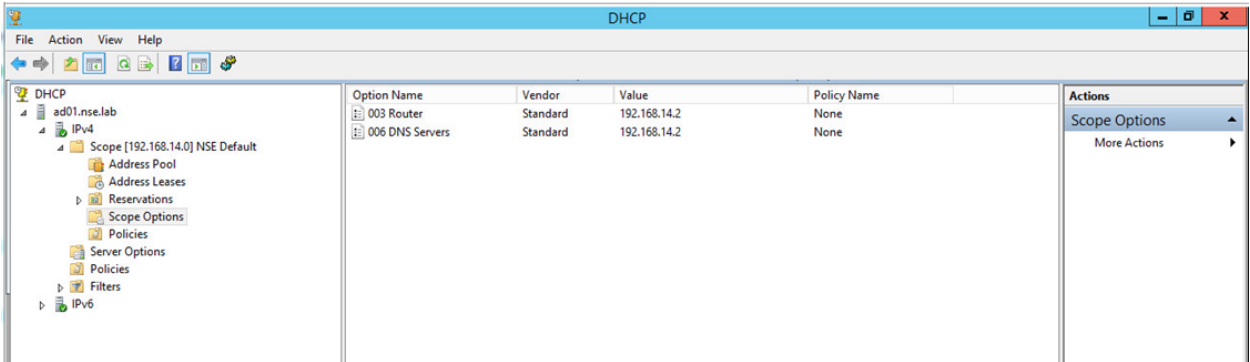 DHCP
File Action View Help
DHCP
ad01.nse.lab
IPv4
Scope [192.168.14.0] NSE Default
Address Pool
Address Leases
Reservations
Scope Options
Policies
Server Options
Policies
Filters
IPv6
Option Name Vendor Value Policy Name
003 Router Standard 192.168.14.2 None
006 DNS Servers Standard 192.168.14.2 None
Actions
Scope Options
More Actions